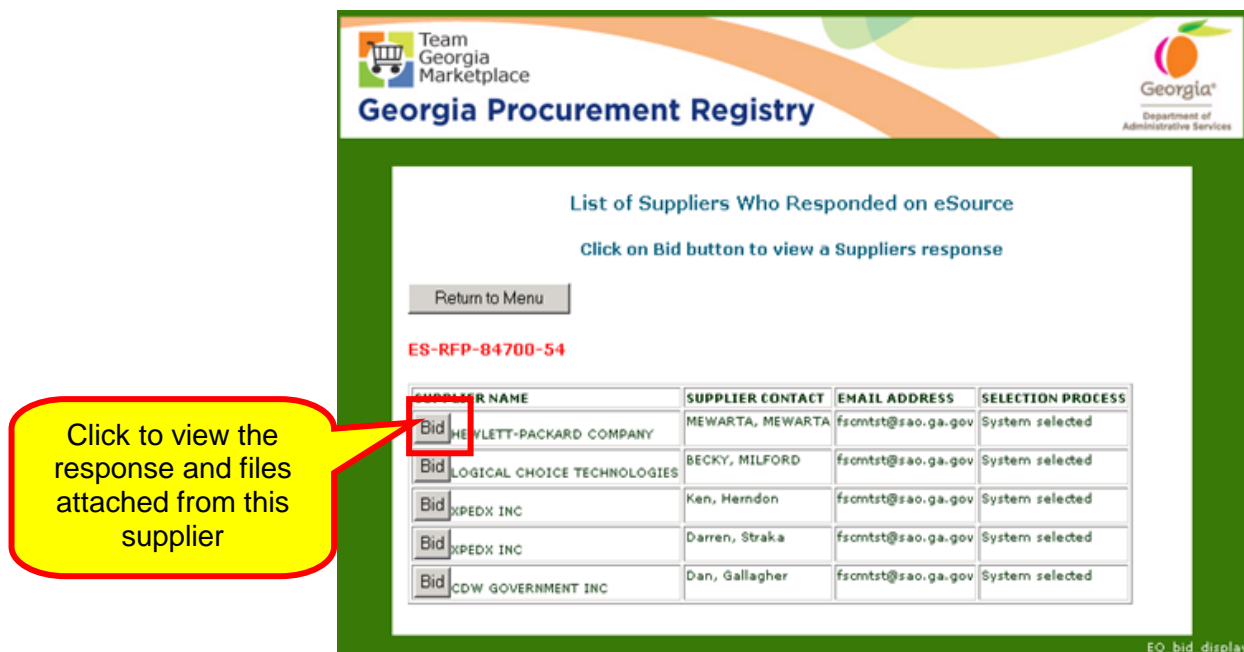 Team
Georgia
Marketplace
Georgia Procurement Registry
Georgia®
Department of
Administrative Services
List of Suppliers Who Responded on eSource
Click on Bid button to view a Suppliers response
Return to Menu
ES-RFP-84700-54
SUPPLIER NAME SUPPLIER CONTACT EMAIL ADDRESS SELECTION PROCESS
Bid HEWLETT-PACKARD COMPANY MEWARTA, MEWARTA fscmtst@sao.ga.gov System selected
Bid LOGICAL CHOICE TECHNOLOGIES BECKY, MILFORD fscmtst@sao.ga.gov System selected
Bid XPEDX INC Ken, Herndon fscmtst@sao.ga.gov System selected
Bid XPEDX INC Darren, Straka fscmtst@sao.ga.gov System selected
Bid CDW GOVERNMENT INC Dan, Gallagher fscmtst@sao.ga.gov System selected
Click to view the
response and files
attached from this
supplier
EO bid display